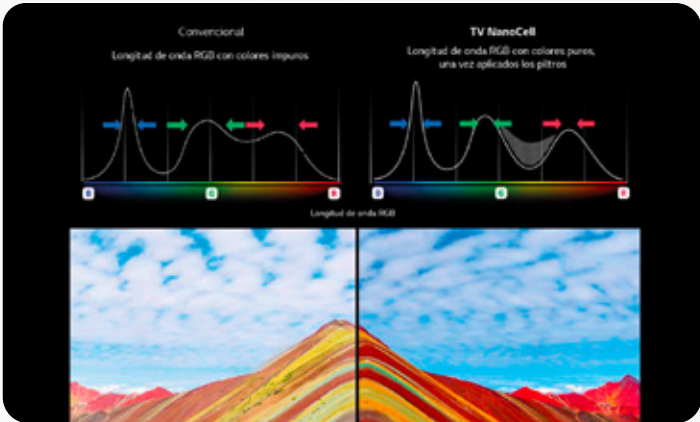 Convencional
Longitud de onda RGB con colores impuros
TV NanoCell
Longitud de onda RGB con colores puros,
una vez aplicados los piltros
B
G
R
B
G
R
Longitud de onda RGB